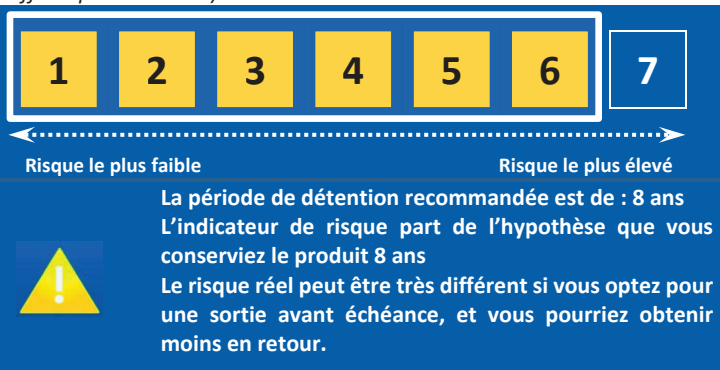 1 2 3 4 5 6 7
Risque le plus faible Risque le plus élevé
La période de détention recommandée est de : 8 ans
L’indicateur de risque part de l’hypothèse que vous
conserviez le produit 8 ans
Le risque réel peut être très différent si vous optez pour
une sortie avant échéance, et vous pourriez obtenir
moins en retour.